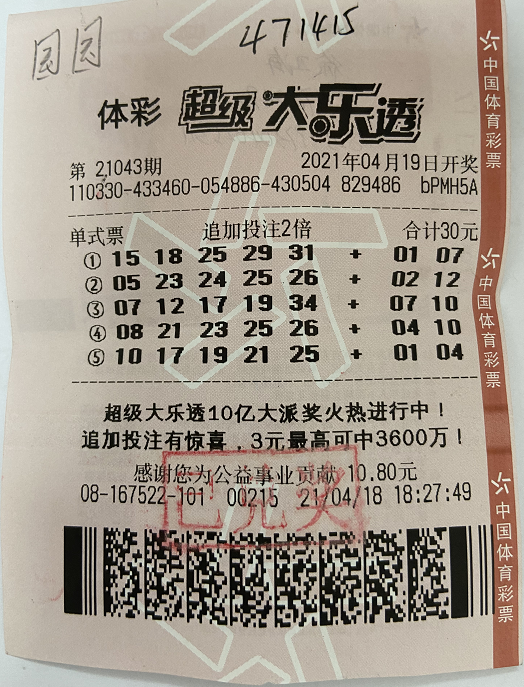 园园
471415
体彩 超级大乐透
第 21043期 2021年04月19日开奖
110330-433460-054886-430504 829486 bPMH5A
单式票 追加投注2倍 合计30元
① 15 18 25 29 31 + 01 07
② 05 23 24 25 26 + 02 12
③ 07 12 17 19 34 + 07 10
④ 08 21 23 25 26 + 04 10
⑤ 10 17 19 21 25 + 01 04
超级大乐透10亿大派奖火热进行中！
追加投注有惊喜，3元最高可中3600万！
感谢您为公益事业贡献 10.80元
08-167522-101 00215 21/04/18 18:27:49
已兑奖
中国体育彩票
中国体育彩票
中国体育彩票